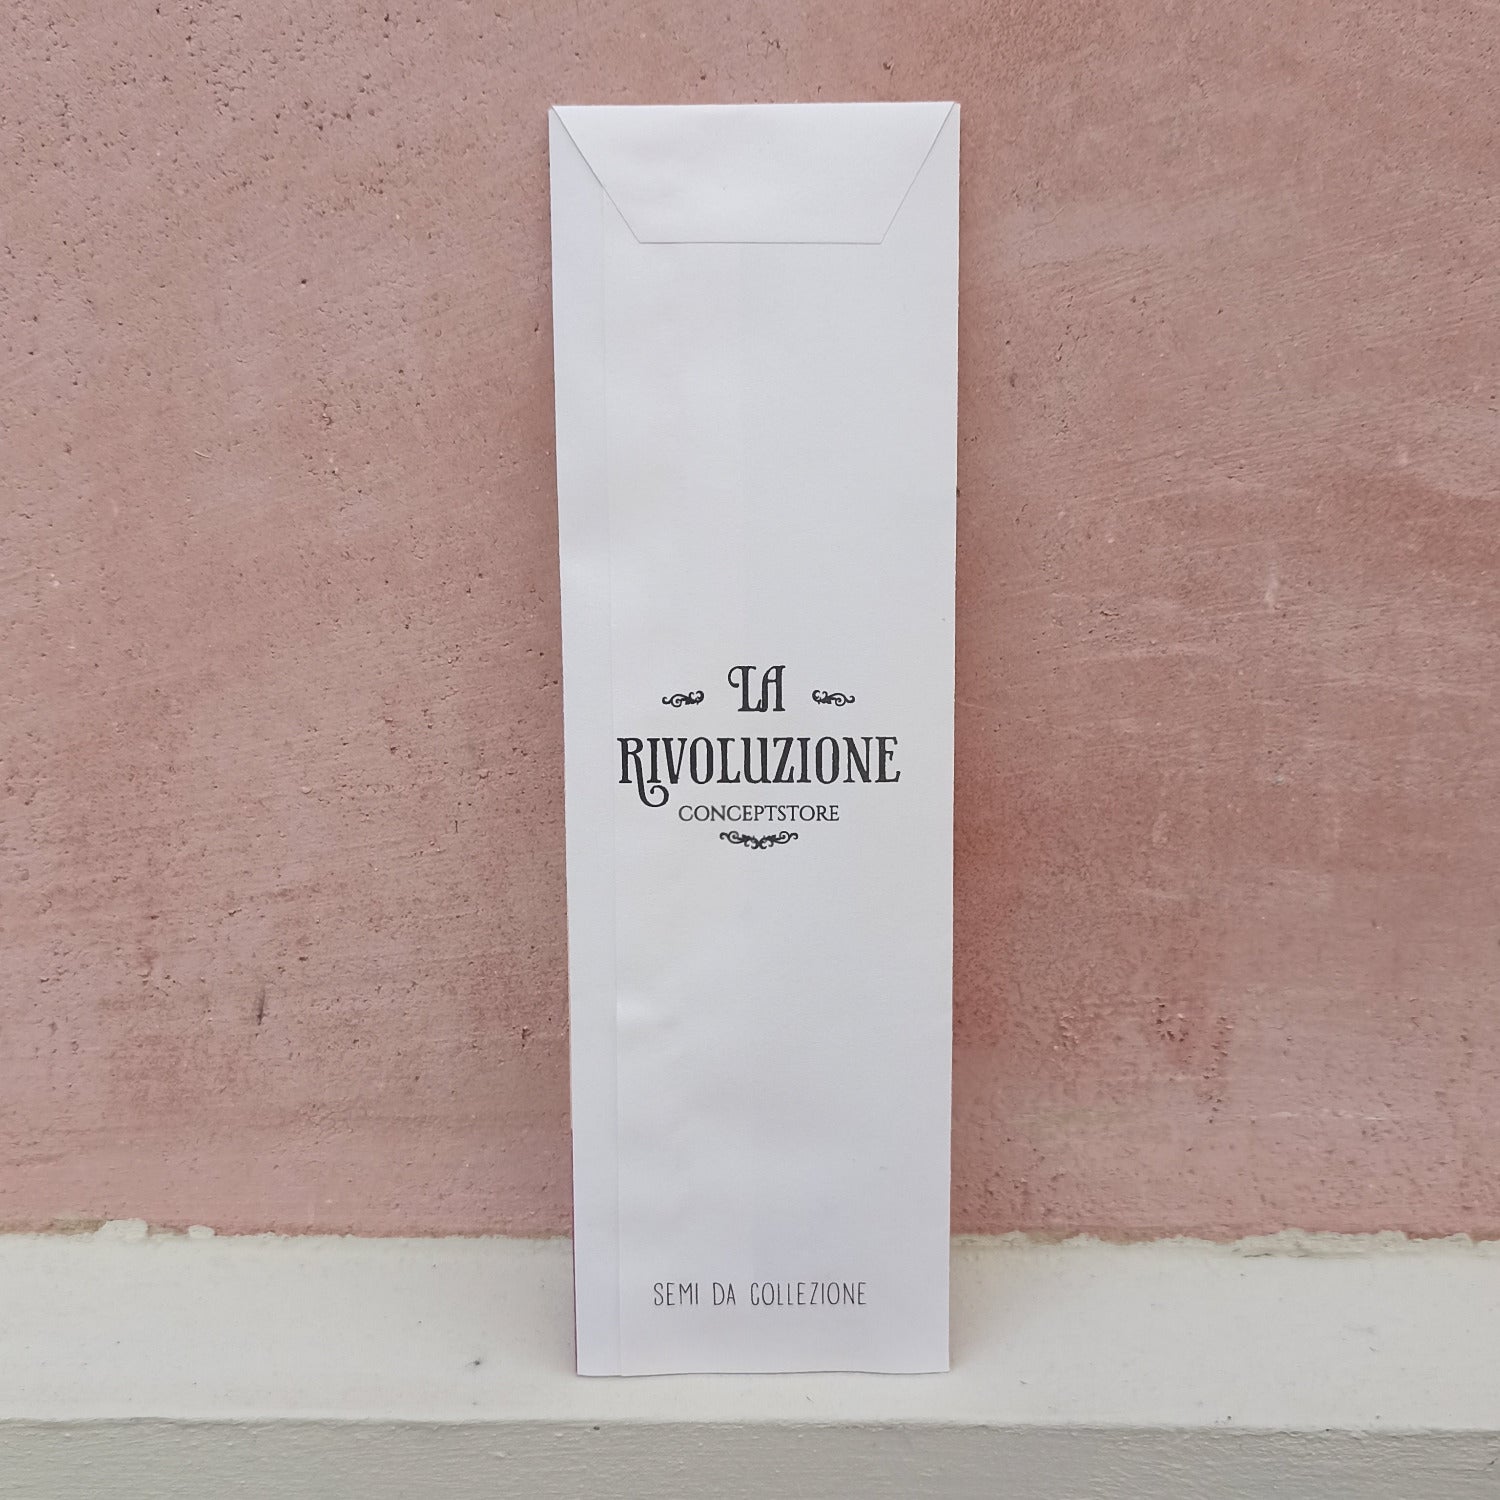 LA
RIVOLUZIONE
CONCEPTSTORE
SEMI DA COLLEZIONE